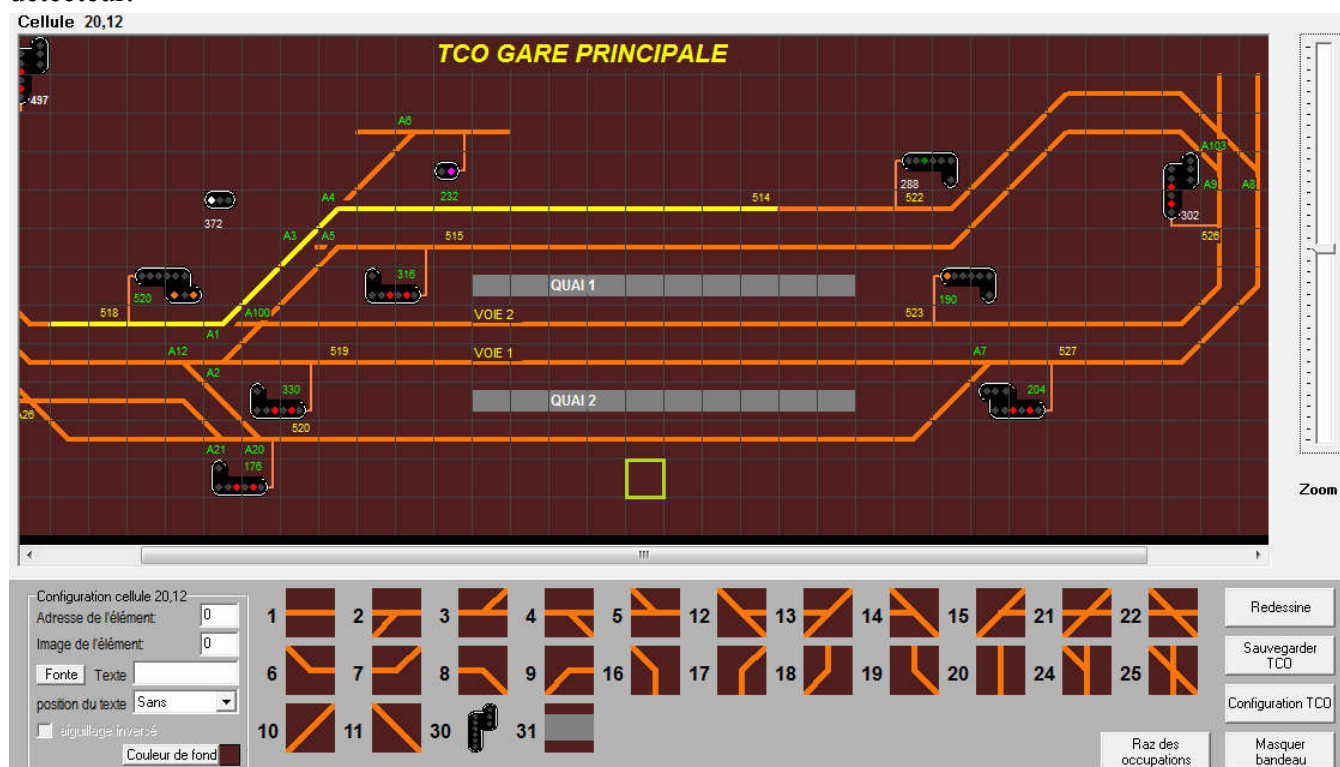 détecteur.
Cellule 20,12
TCO GARE PRINCIPALE
497
A6
A103
A4 232 514 288 522 A9 A8
372
302
A3 A5 515 526
316
QUAI 1
520 190
518 A100 VOIE 2 523
A1
A12 519 VOIE 1 A7 527
A2
330 204
QUAI 2
A26
520
A21 A20
176
Zoom
Configuration cellule 20,12
Adresse de l'élément: 0
Image de l'élément: 0
Fonte Texte
position du texte Sans
aiguillage inversé
Couleur de fond
1 2 3 4 5 12 13 14 15 21 22
6 7 8 9 16 17 18 19 20 24 25
10 11 30 31
Redessine
Sauvegarder
TCO
Configuration TCO
Raz des
occupations
Masquer
bandeau